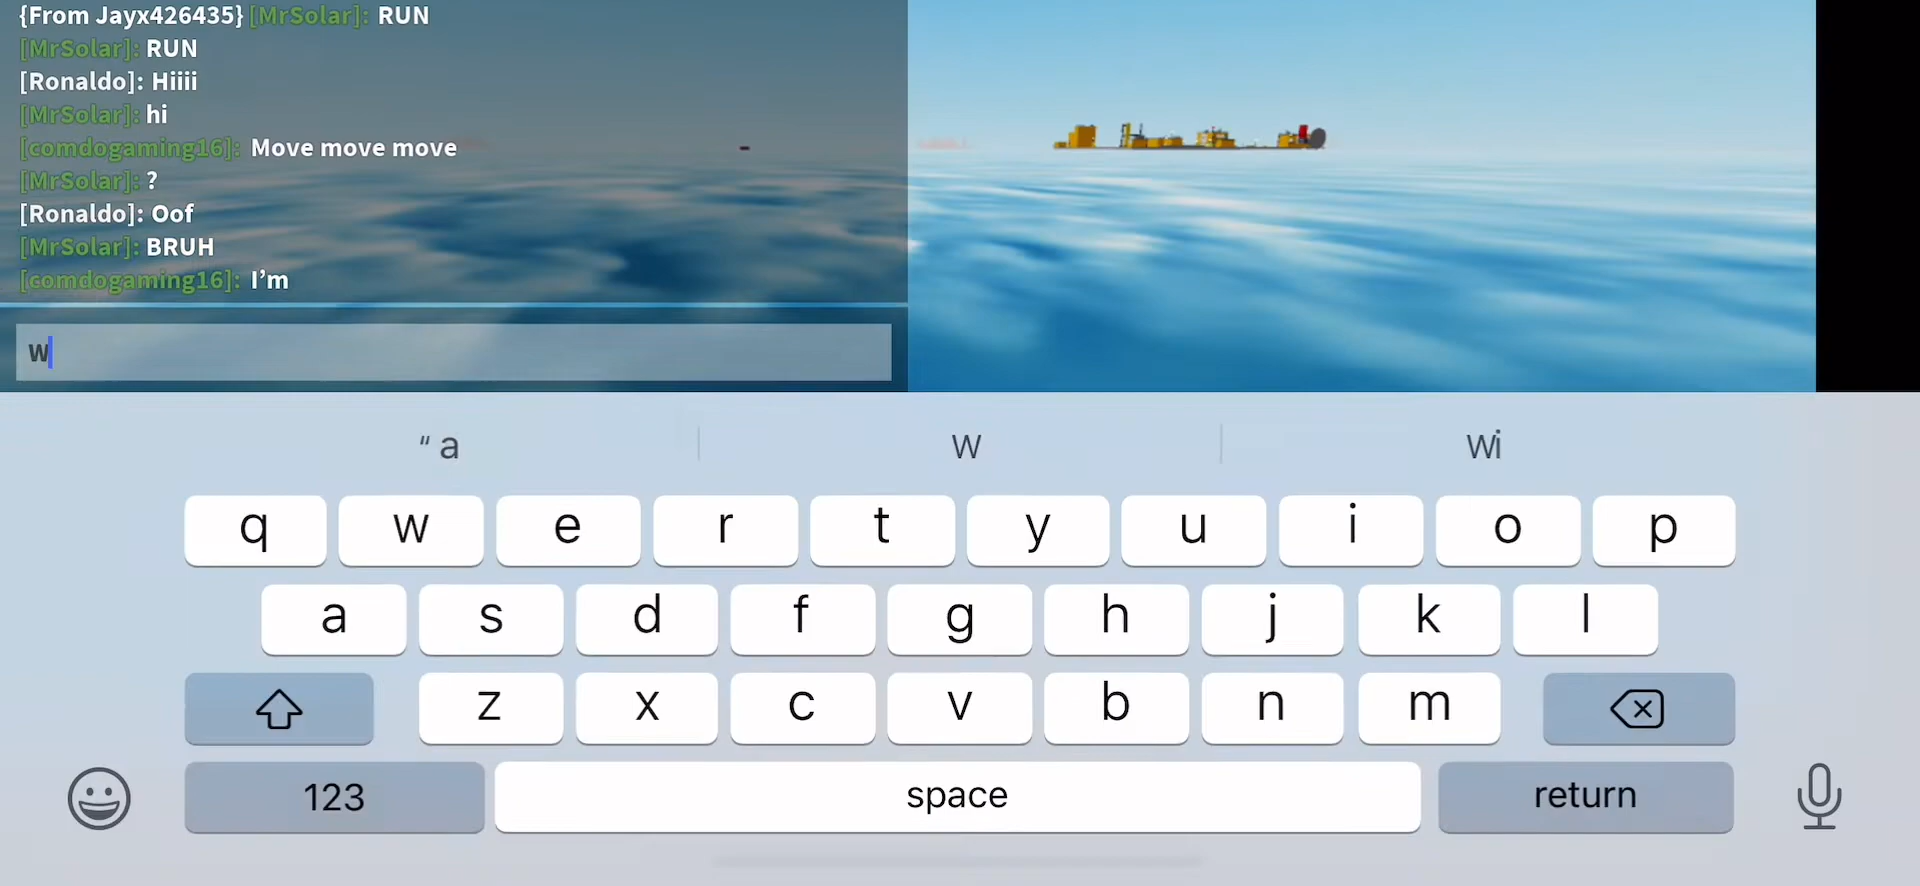 {From Jayx426435} [MrSolar]: RUN
[MrSolar]: RUN
[Ronaldo]: Hiiii
[MrSolar]: hi
[comdogaming16]: Move move move
[MrSolar]: ?
[Ronaldo]: Oof
[MrSolar]: BRUH
[comdogaming16]: I’m
w
“ a W Wi
q w e r t y u i o p
a s d f g h j k l
z x c v b n m
123 space return